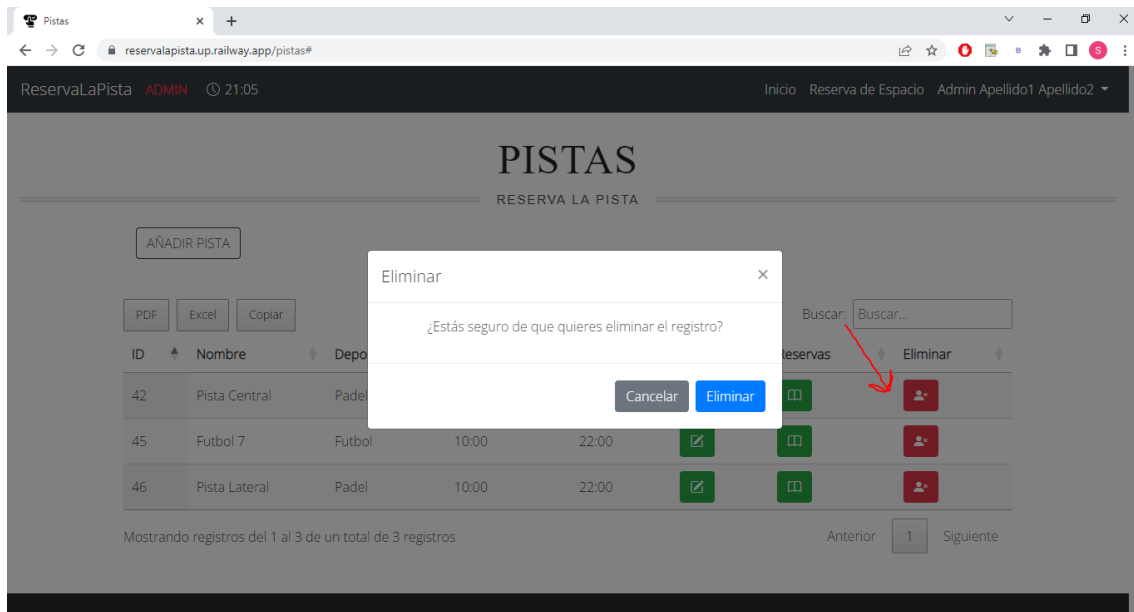 Pistas
reservalapista.up.railway.app/pistas#
B
S
ReservaLaPista ADMIN 21:05 Inicio Reserva de Espacio Admin Apellido1 Apellido2
PISTAS
RESERVA LA PISTA
AÑADIR PISTA
Eliminar ×
¿Estás seguro de que quieres eliminar el registro?
Cancelar Eliminar
PDF Excel Copiar Buscar: Buscar...
ID Nombre Depo Reservas Eliminar
42 Pista Central Padel
45 Futbol 7 Futbol 10:00 22:00
46 Pista Lateral Padel 10:00 22:00
Mostrando registros del 1 al 3 de un total de 3 registros Anterior 1 Siguiente